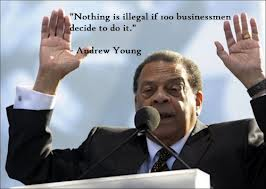 "Nothing is illegal if 100 businessmen
decide to do it."
- Andrew Young